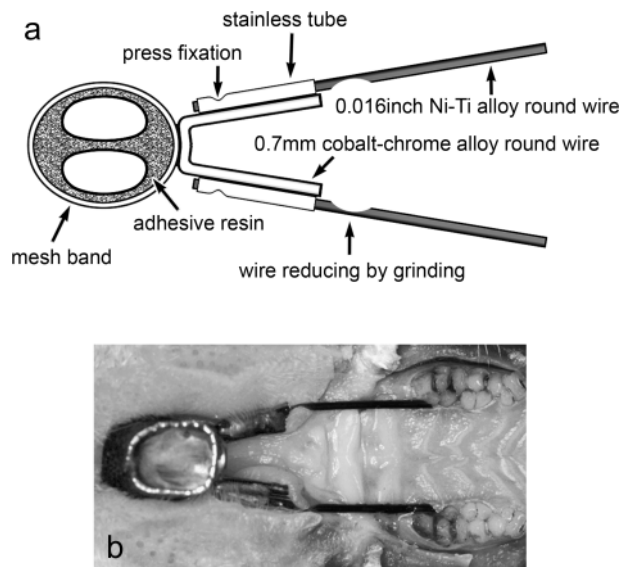 a
stainless tube
press fixation
0.016inch Ni-Ti alloy round wire
0.7mm cobalt-chrome alloy round wire
adhesive resin
mesh band
wire reducing by grinding
b